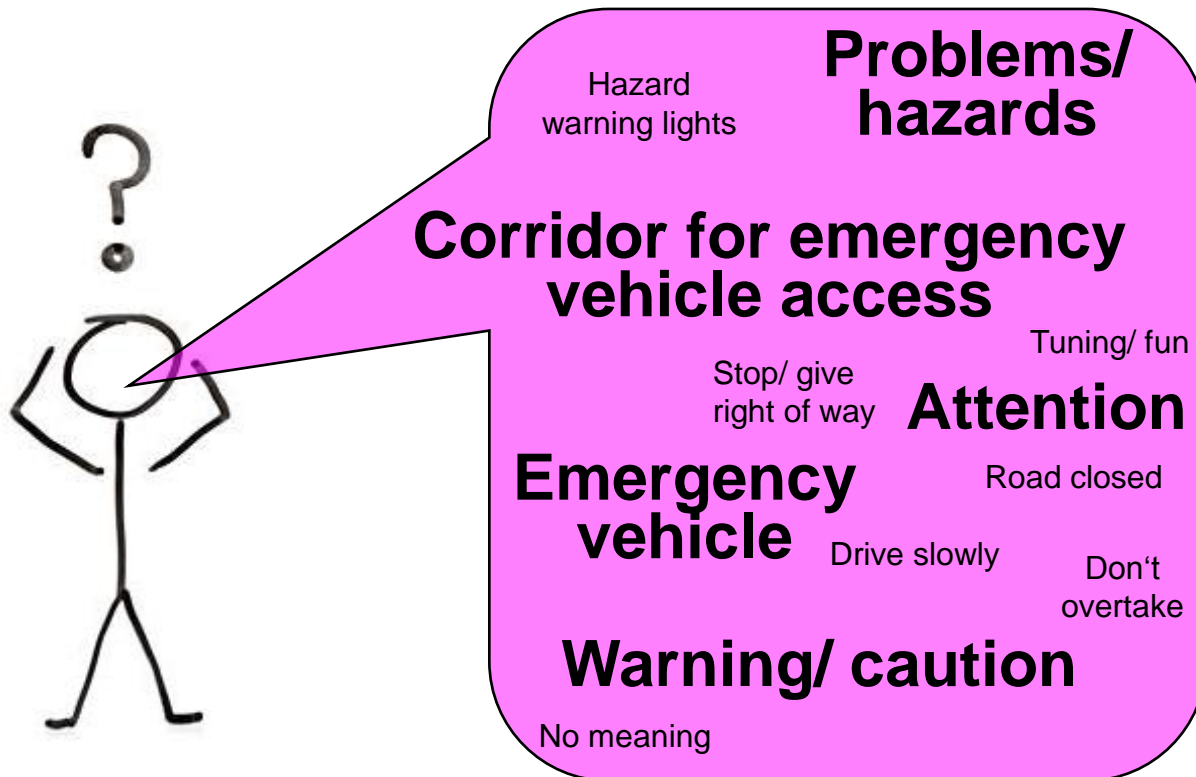 Problems/
hazards
Hazard
warning lights
Corridor for emergency
vehicle access
Tuning/ fun
Stop/ give
right of way
Attention
Emergency
vehicle
Road closed
Drive slowly
Don‘t
overtake
Warning/ caution
No meaning
?